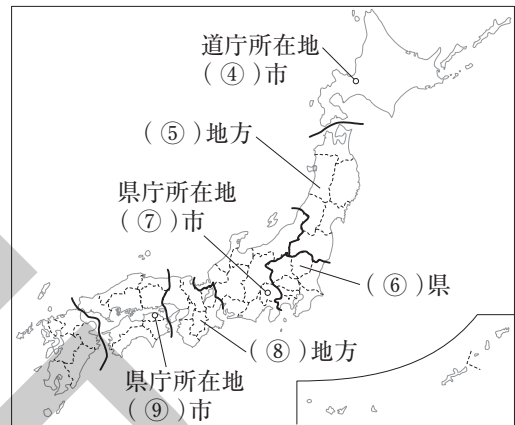 道庁所在地
( ④ )市
( ⑤ )地方
県庁所在地
( ⑦ )市
( ⑥ )県
( ⑧ )地方
県庁所在地
( ⑨ )市